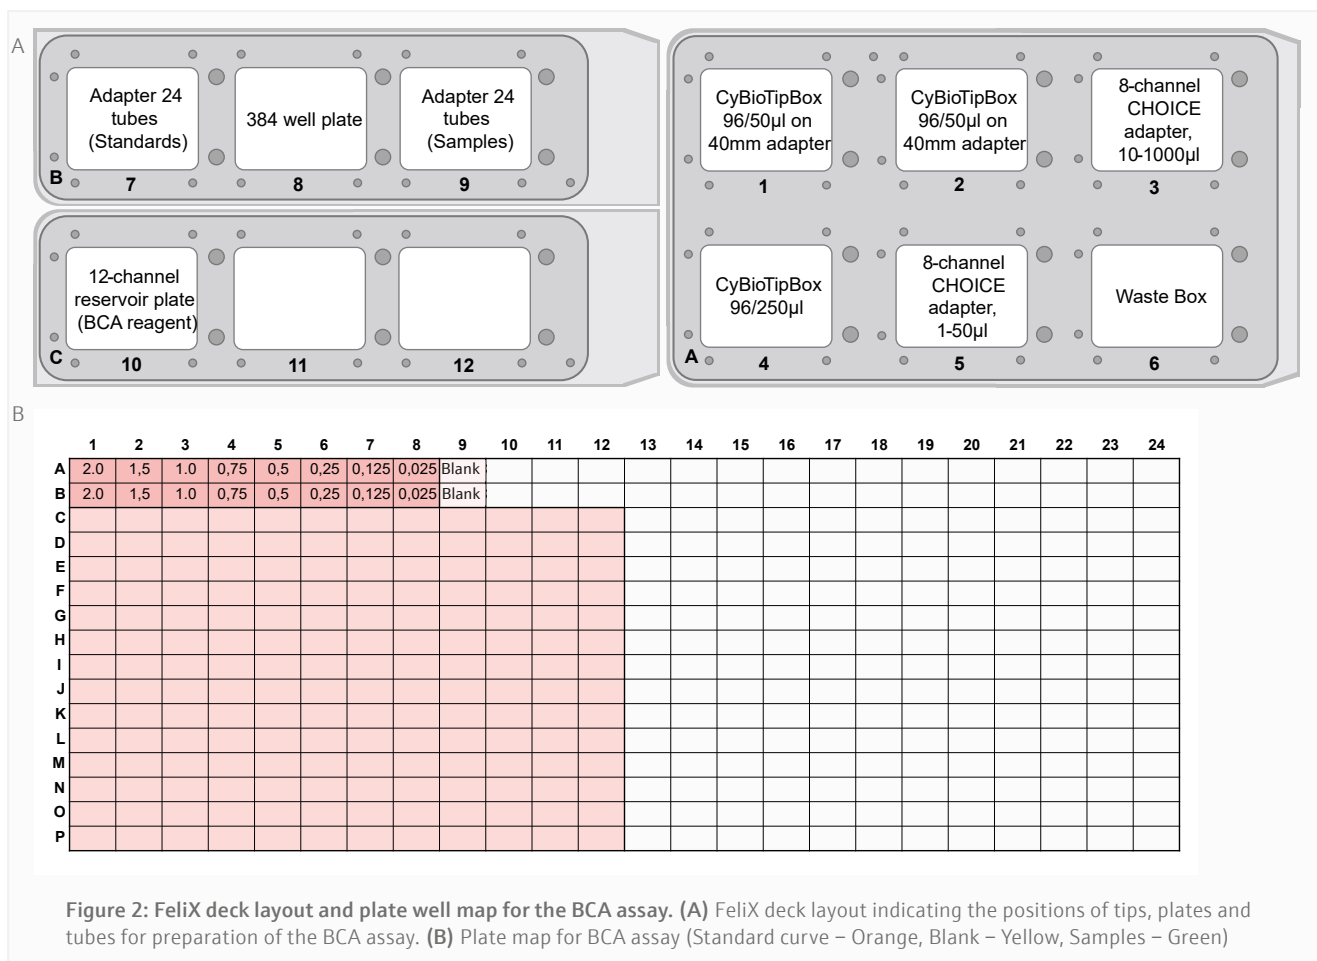 A
Adapter 24
tubes
(Standards)
384 well plate
Adapter 24
tubes
(Samples)
B
7
8
9
12-channel
reservoir plate
(BCA reagent)
C
10
11
12
CyBioTipBox
96/50µl on
40mm adapter
CyBioTipBox
96/50µl on
40mm adapter
8-channel
CHOICE
adapter,
10-1000µl
1
2
3
CyBioTipBox
96/250µl
8-channel
CHOICE
adapter,
1-50µl
Waste Box
A
4
5
6
B
1 2 3 4 5 6 7 8 9 10 11 12 13 14 15 16 17 18 19 20 21 22 23 24
A 2.0 1,5 1.0 0,75 0,5 0,25 0,125 0,025 Blank
B 2.0 1,5 1.0 0,75 0,5 0,25 0,125 0,025 Blank
C
D
E
F
G
H
I
J
K
L
M
N
O
P
Figure 2: FeliX deck layout and plate well map for the BCA assay. (A) FeliX deck layout indicating the positions of tips, plates and
tubes for preparation of the BCA assay. (B) Plate map for BCA assay (Standard curve – Orange, Blank – Yellow, Samples – Green)